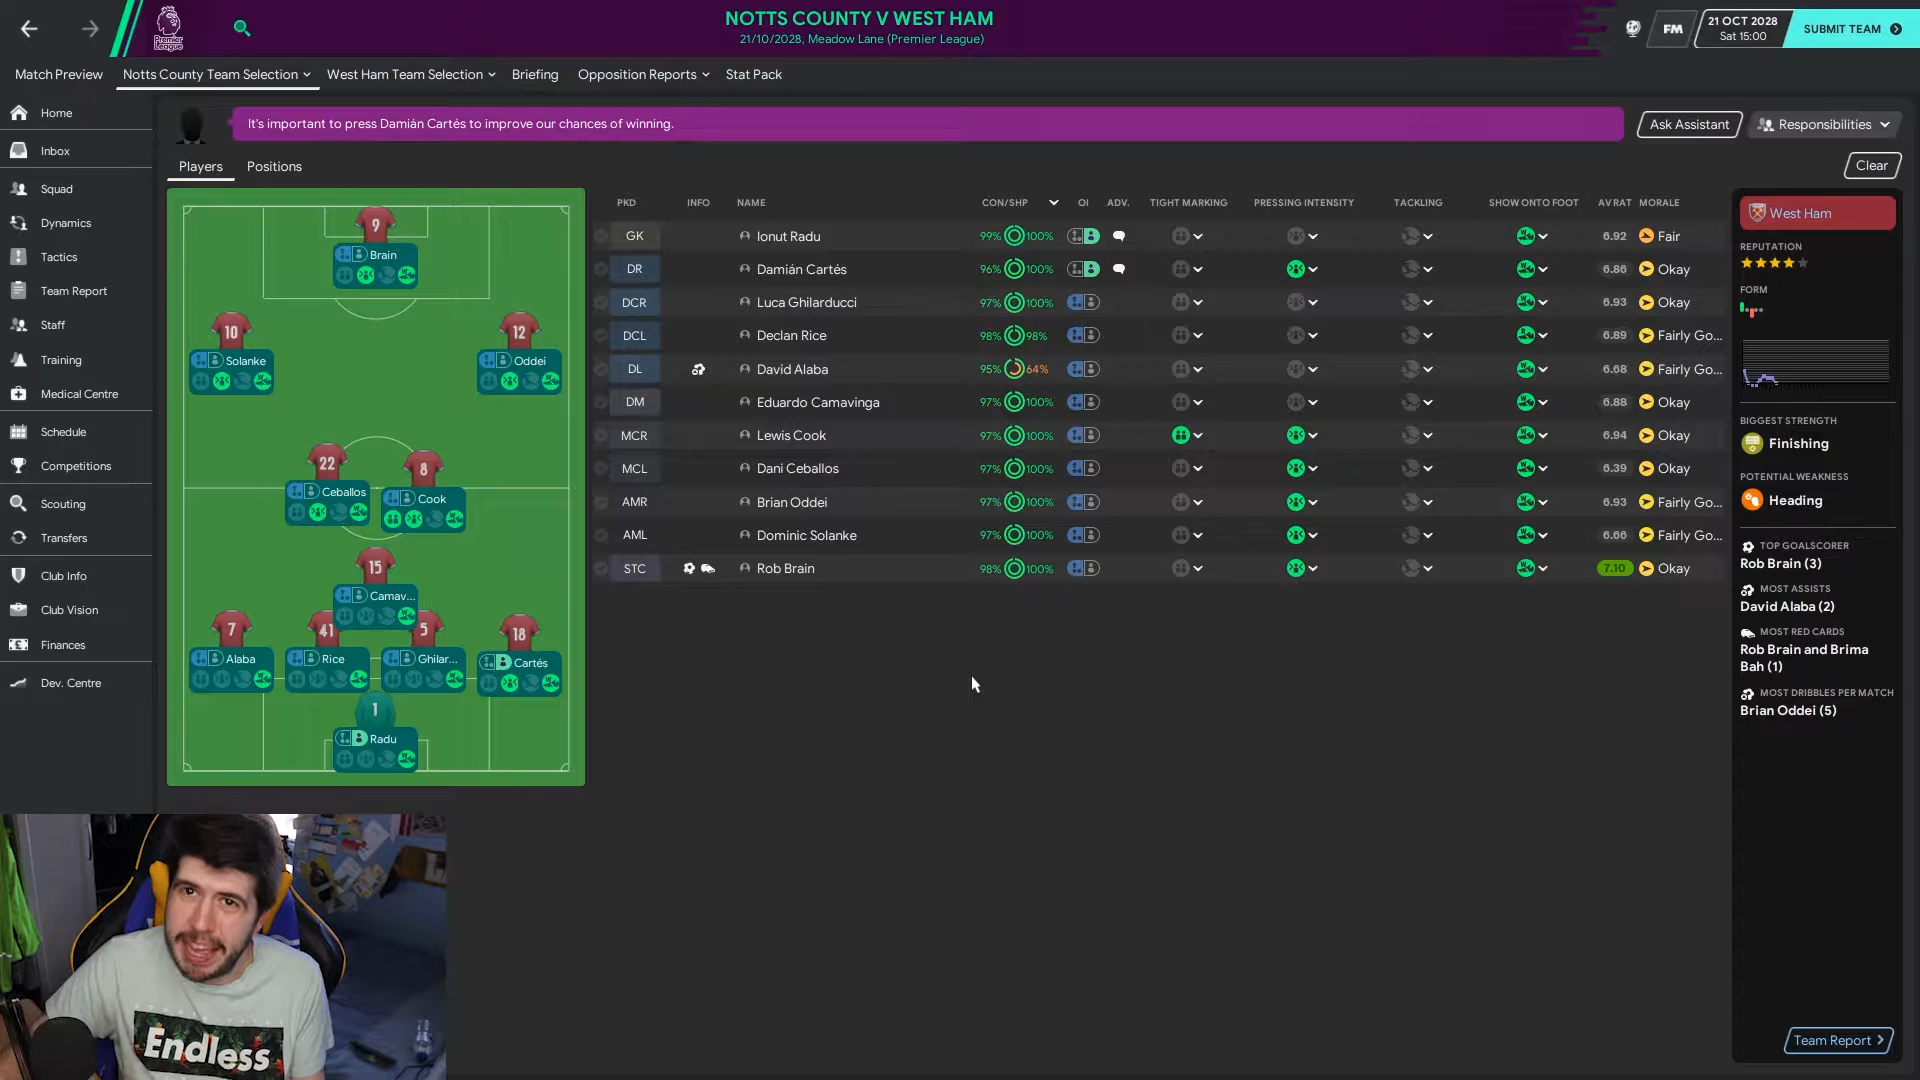 NOTTS COUNTY V WEST HAM
21/10/2028, Meadow Lane (Premier League)
Premier League
FM
21 OCT 2028
Sat 15:00
SUBMIT TEAM
Match Preview
Notts County Team Selection
West Ham Team Selection
Briefing
Opposition Reports
Stat Pack
Home
Inbox
Squad
Dynamics
Tactics
Team Report
Staff
Training
Medical Centre
Schedule
Competitions
Scouting
Transfers
Club Info
Club Vision
Finances
Dev. Centre
It's important to press Damián Cartés to improve our chances of winning.
Ask Assistant
Responsibilities
Players
Positions
Clear
9
Brain
10
Solanke
12
Oddei
22
Ceballos
8
Cook
15
Camav...
7
Alaba
41
Rice
5
Ghilar...
18
Cartés
1
Radu
PKD INFO NAME CON/SHP OI ADV. TIGHT MARKING PRESSING INTENSITY TACKLING SHOW ONTO FOOT AV RAT MORALE
GK Ionut Radu 99% 100% 6.92 Fair
DR Damián Cartés 96% 100% 6.86 Okay
DCR Luca Ghilarducci 97% 100% 6.93 Okay
DCL Declan Rice 98% 98% 6.89 Fairly Go...
DL David Alaba 95% 64% 6.68 Fairly Go...
DM Eduardo Camavinga 97% 100% 6.88 Okay
MCR Lewis Cook 97% 100% 6.94 Okay
MCL Dani Ceballos 97% 100% 6.39 Okay
AMR Brian Oddei 97% 100% 6.93 Fairly Go...
AML Dominic Solanke 97% 100% 6.66 Fairly Go...
STC Rob Brain 98% 100% 7.10 Okay
West Ham
REPUTATION
FORM
BIGGEST STRENGTH
Finishing
POTENTIAL WEAKNESS
Heading
TOP GOALSCORER
Rob Brain (3)
MOST ASSISTS
David Alaba (2)
MOST RED CARDS
Rob Brain and Brima
Bah (1)
MOST DRIBBLES PER MATCH
Brian Oddei (5)
Team Report
Endless